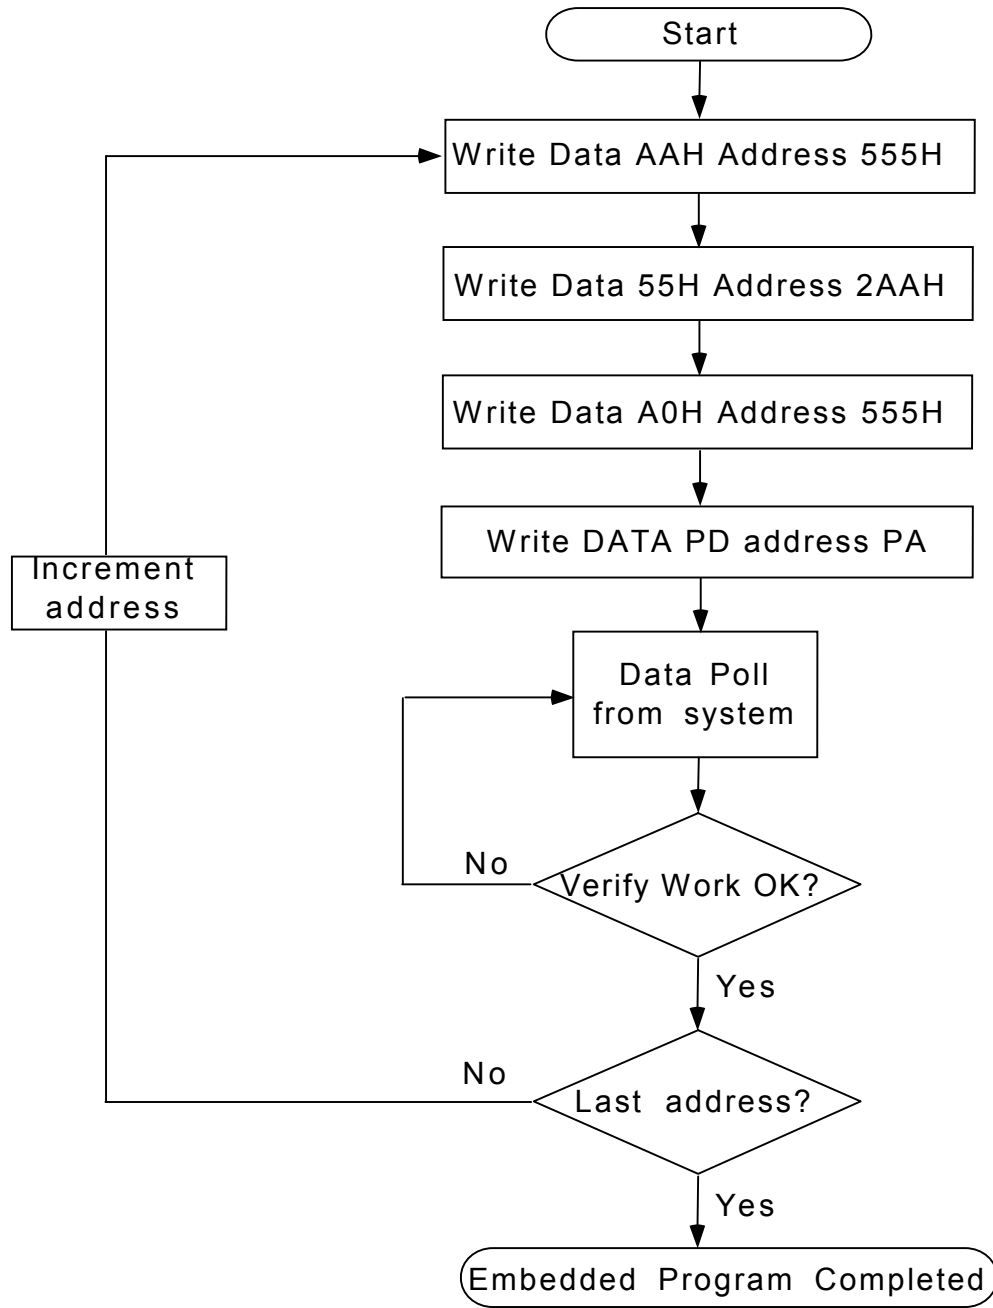 Start
Write Data AAH Address 555H
Write Data 55H Address 2AAH
Write Data A0H Address 555H
Write DATA PD address PA
Increment
address
Data Poll
from system
No
Verify Work OK?
Yes
No
Last address?
Yes
Embedded Program Completed